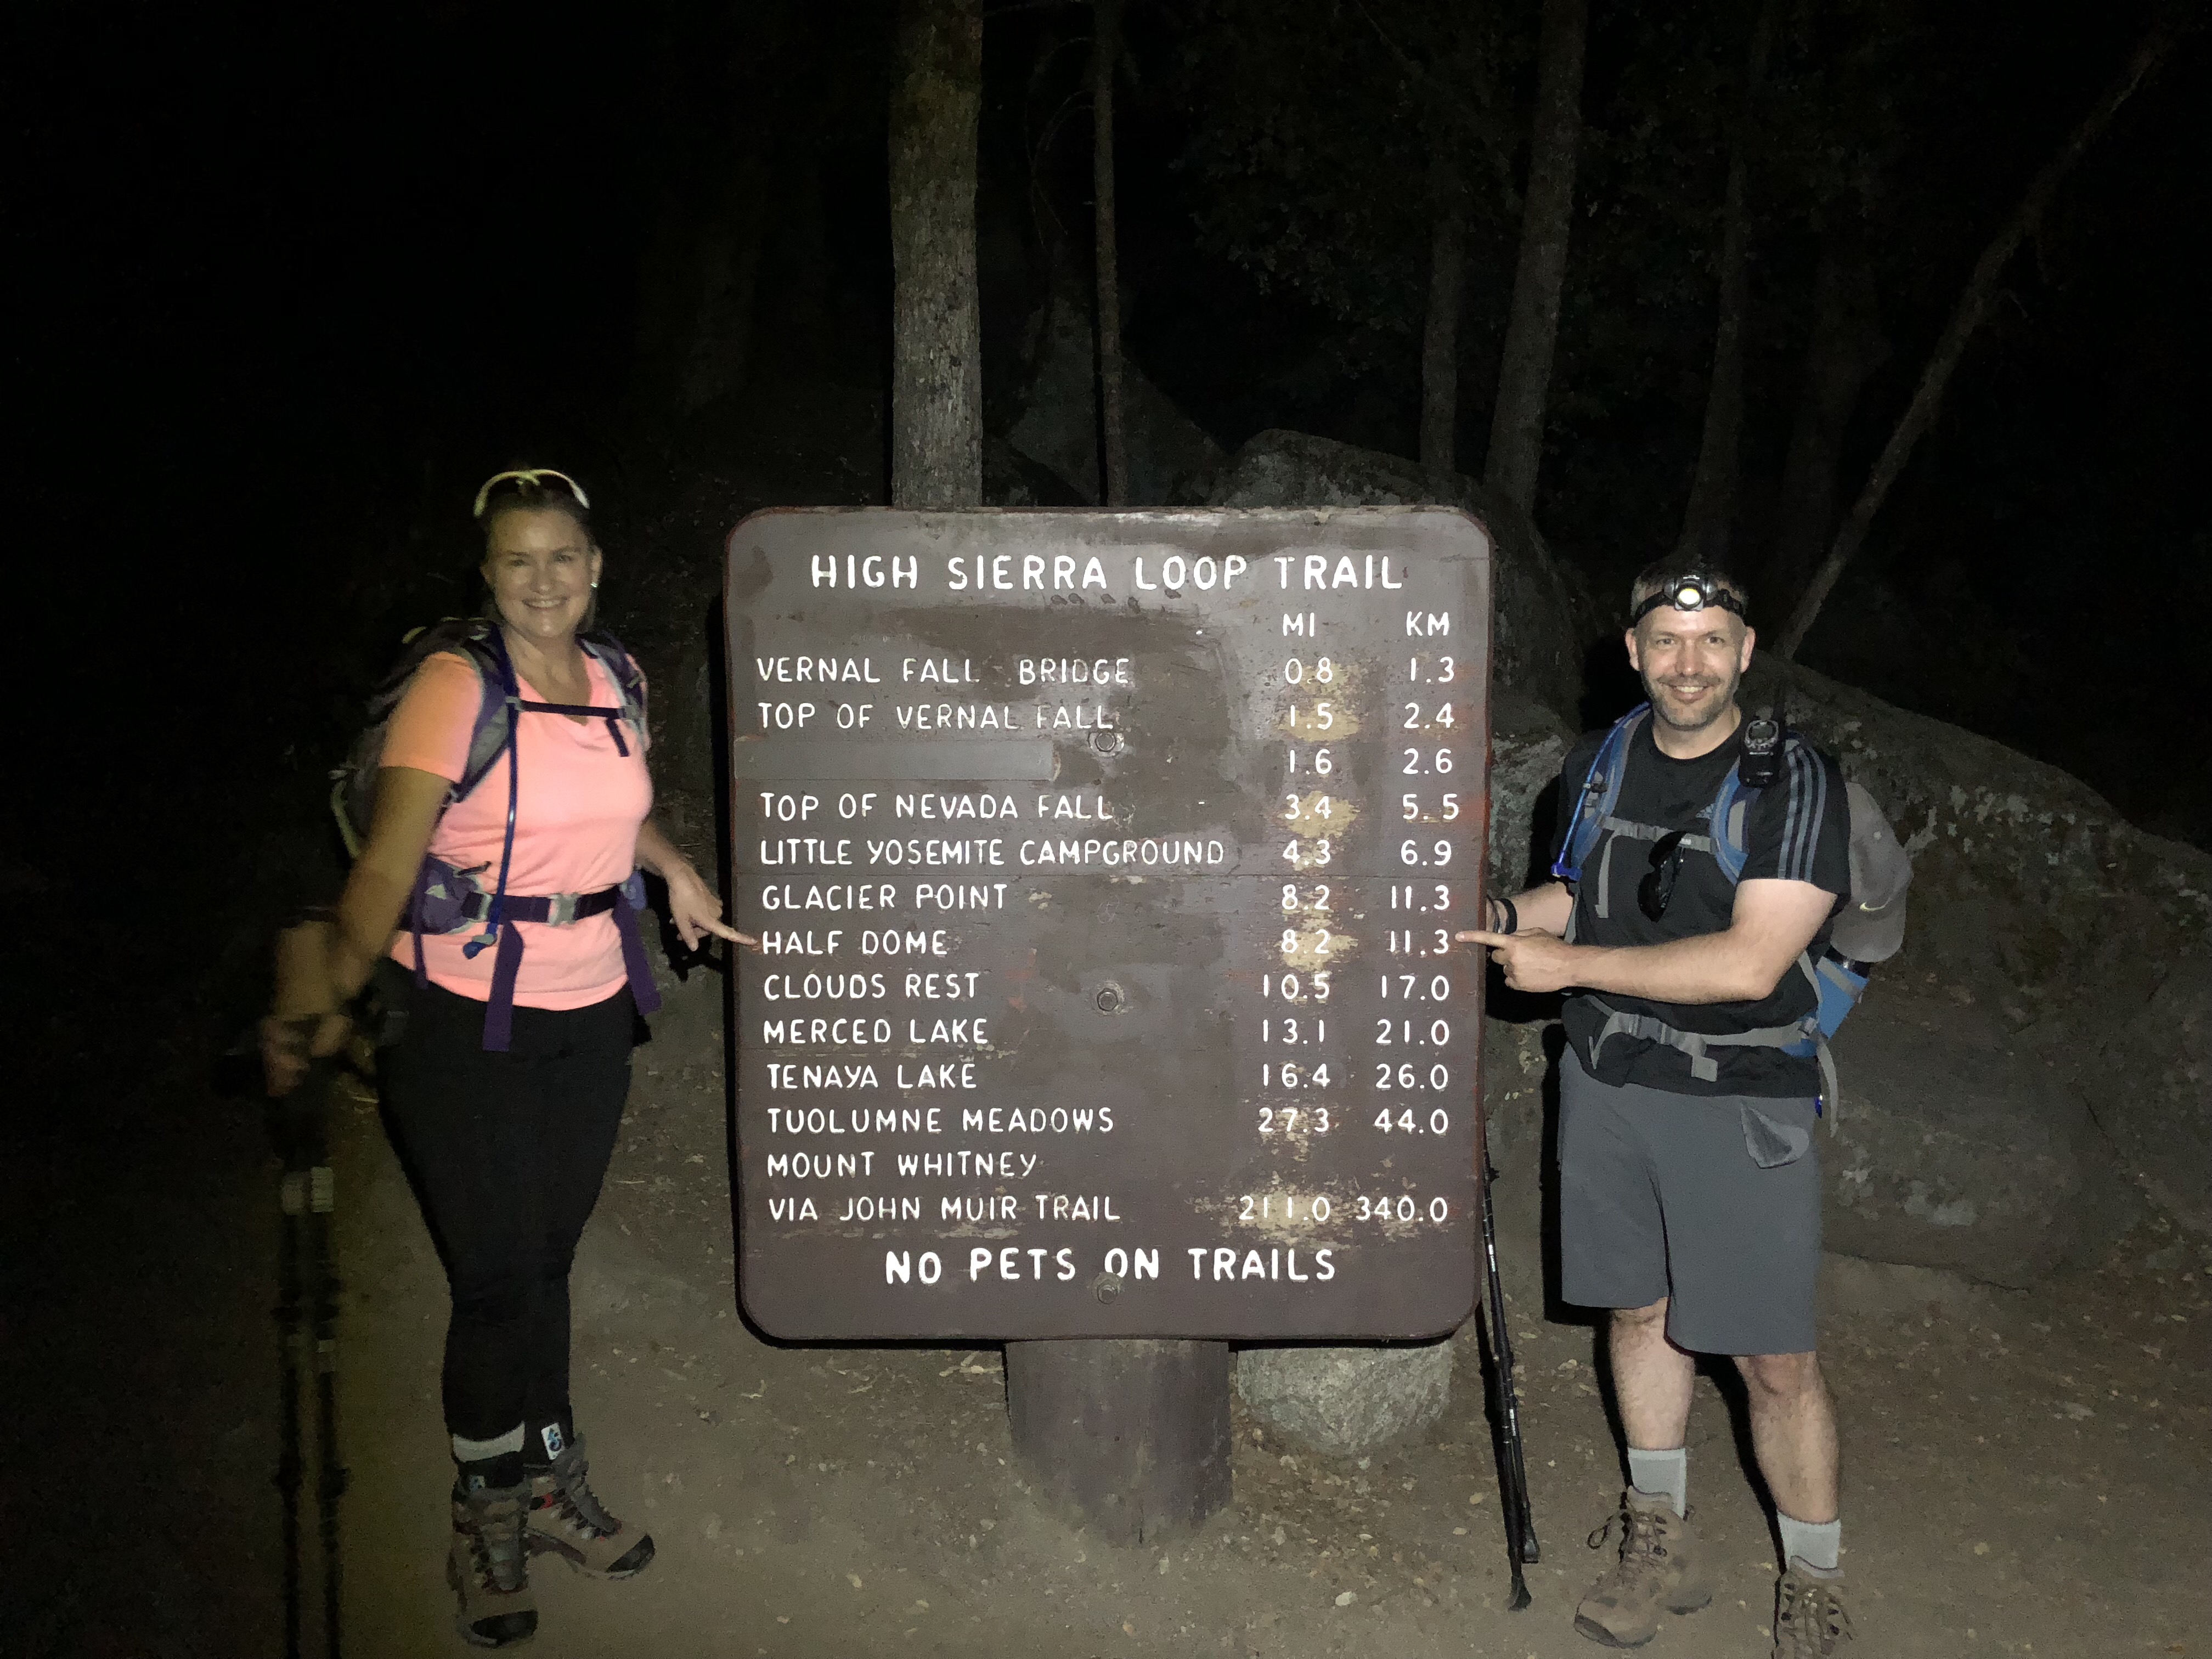 HIGH SIERRA LOOP TRAIL
MI KM
VERNAL FALL BRIDGE 0.8 1.3
TOP OF VERNAL FALL 1.5 2.4
1.6 2.6
TOP OF NEVADA FALL 3.4 5.5
LITTLE YOSEMITE CAMPGROUND 4.3 6.9
GLACIER POINT 8.2 11.3
HALF DOME 8.2 11.3
CLOUDS REST 10.5 17.0
MERCED LAKE 13.1 21.0
TENAYA LAKE 16.4 26.0
TUOLUMNE MEADOWS 27.3 44.0
MOUNT WHITNEY
VIA JOHN MUIR TRAIL 211.0 340.0
NO PETS ON TRAILS